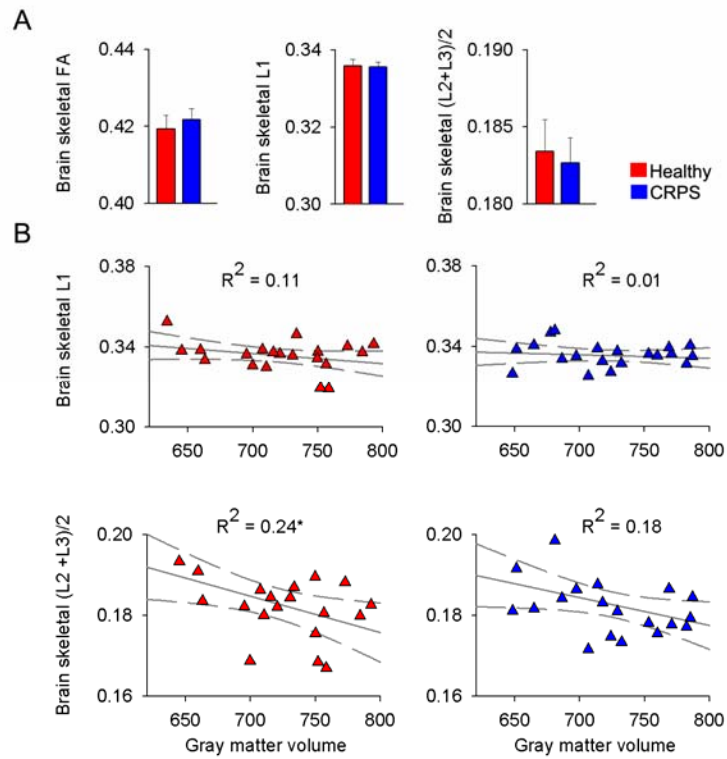 A
Brain skeletal FA
0.44
0.42
0.40
Brain skeletal L1
0.34
0.32
0.30
Brain skeletal (L2+L3)/2
0.190
0.185
0.180
Healthy
CRPS
B
Brain skeletal L1
0.38
0.34
0.30
R2 = 0.11
650 700 750 800
0.38
0.34
0.30
R2 = 0.01
650 700 750 800
Brain skeletal (L2 +L3)/2
0.20
0.18
0.16
R2 = 0.24*
650 700 750 800
Gray matter volume
0.20
0.18
0.16
R2 = 0.18
650 700 750 800
Gray matter volume